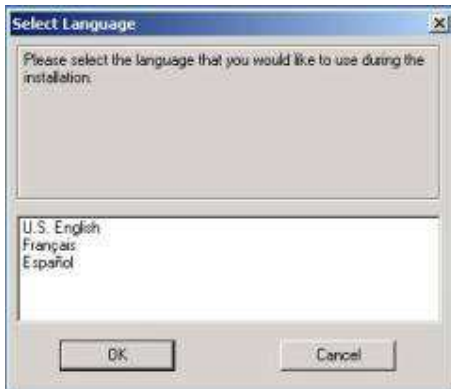 Select Language
Please select the language that you would like to use during the
installation.
U.S. English
Français
Español
OK
Cancel